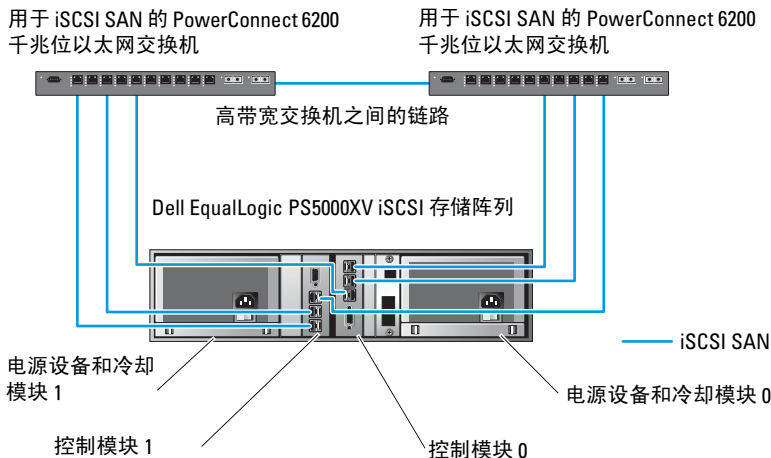 用于 iSCSI SAN 的 PowerConnect 6200
千兆位以太网交换机
用于 iSCSI SAN 的 PowerConnect 6200
千兆位以太网交换机
高带宽交换机之间的链路
Dell EqualLogic PS5000XV iSCSI 存储阵列
iSCSI SAN
电源设备和冷却
模块 1
电源设备和冷却模块 0
控制模块 1
控制模块 0